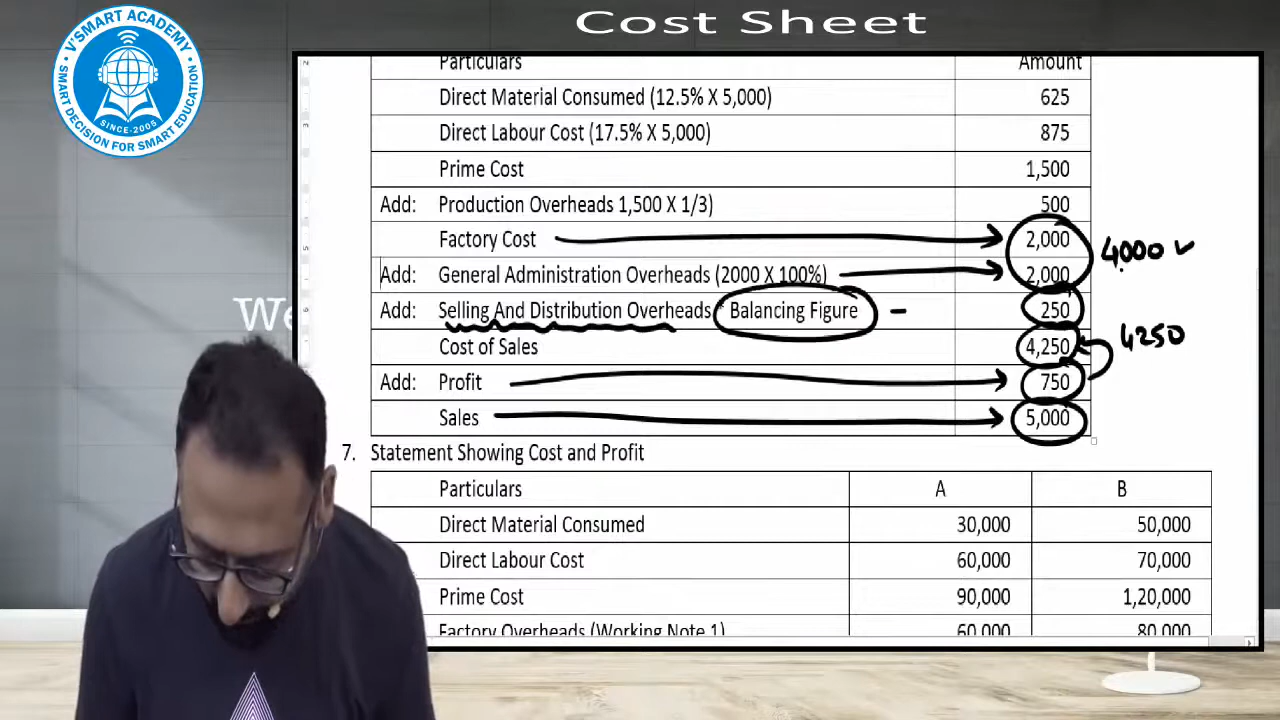 Cost Sheet
V'SMART ACADEMY
SINCE-2005
SMART DECISION FOR SMART EDUCATION
We
Particulars Amount
Direct Material Consumed (12.5% X 5,000) 625
Direct Labour Cost (17.5% X 5,000) 875
Prime Cost 1,500
Add: Production Overheads 1,500 X 1/3) 500
Factory Cost 2,000
4000 ✓
Add: General Administration Overheads (2000 X 100%) 2,000
Add: Selling And Distribution Overheads * Balancing Figure - 250
Cost of Sales 4,250
4250
Add: Profit 750
Sales 5,000
7. Statement Showing Cost and Profit
Particulars A B
Direct Material Consumed 30,000 50,000
Direct Labour Cost 60,000 70,000
Prime Cost 90,000 1,20,000
Factory Overheads (Working Note 1) 60,000 80,000